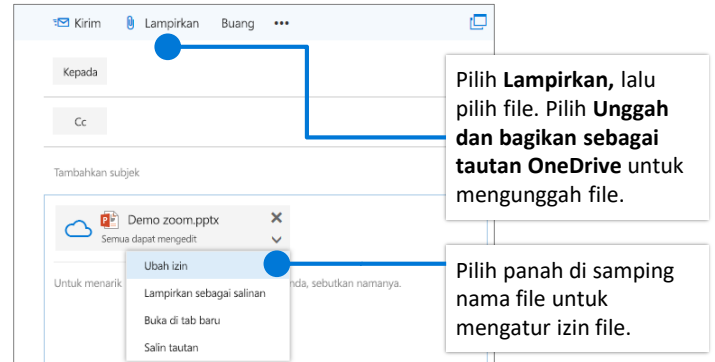 Kirim Lampirkan Buang •••
Kepada
Cc
Tambahkan subjek
Demo zoom.pptx
Semua dapat mengedit
Ubah izin
Untuk menarik nda, sebutkan namanya.
Lampirkan sebagai salinan
Buka di tab baru
Salin tautan
Pilih Lampirkan, lalu
pilih file. Pilih Unggah
dan bagikan sebagai
tautan OneDrive untuk
mengunggah file.
Pilih panah di samping
nama file untuk
mengatur izin file.